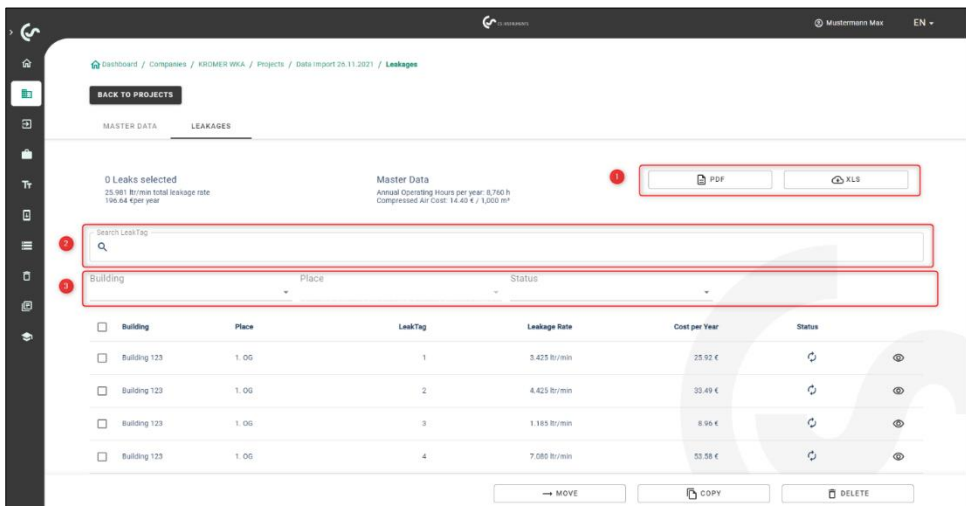 CS INSTRUMENTS
Mustermann Max
EN
Dashboard / Companies / KROMER WKA / Projects / Data Import 26.11.2021 / Leakages
BACK TO PROJECTS
MASTER DATA LEAKAGES
0 Leaks selected
25.981 ltr/min total leakage rate
196.64 €per year
Master Data
Annual Operating Hours per year: 8,760 h
Compressed Air Cost: 14.40 € / 1,000 m³
1
PDF
XLS
2
Search LeakTag
3
Building Place Status
Building Place LeakTag Leakage Rate Cost per Year Status
Building 123 1. OG 1 3.425 ltr/min 25.92 €
Building 123 1. OG 2 4.425 ltr/min 33.49 €
Building 123 1. OG 3 1.185 ltr/min 8.96 €
Building 123 1. OG 4 7.080 ltr/min 53.58 €
→ MOVE
COPY
DELETE